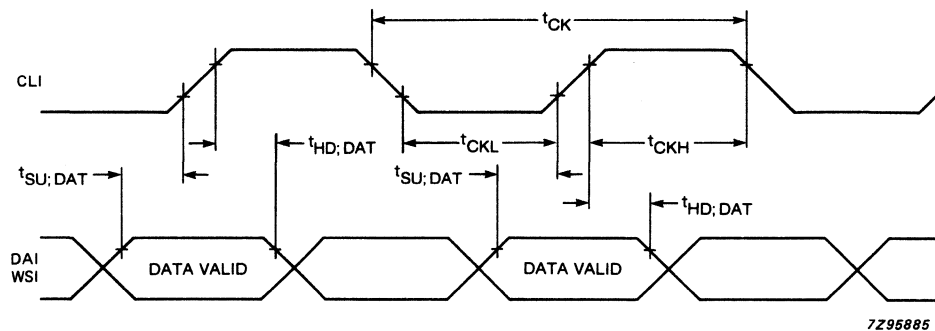 tCK
CLI
tHD; DAT
tCKL
tCKH
tSU; DAT
tSU; DAT
tHD; DAT
DAI
WSI
DATA VALID
DATA VALID
7Z95885